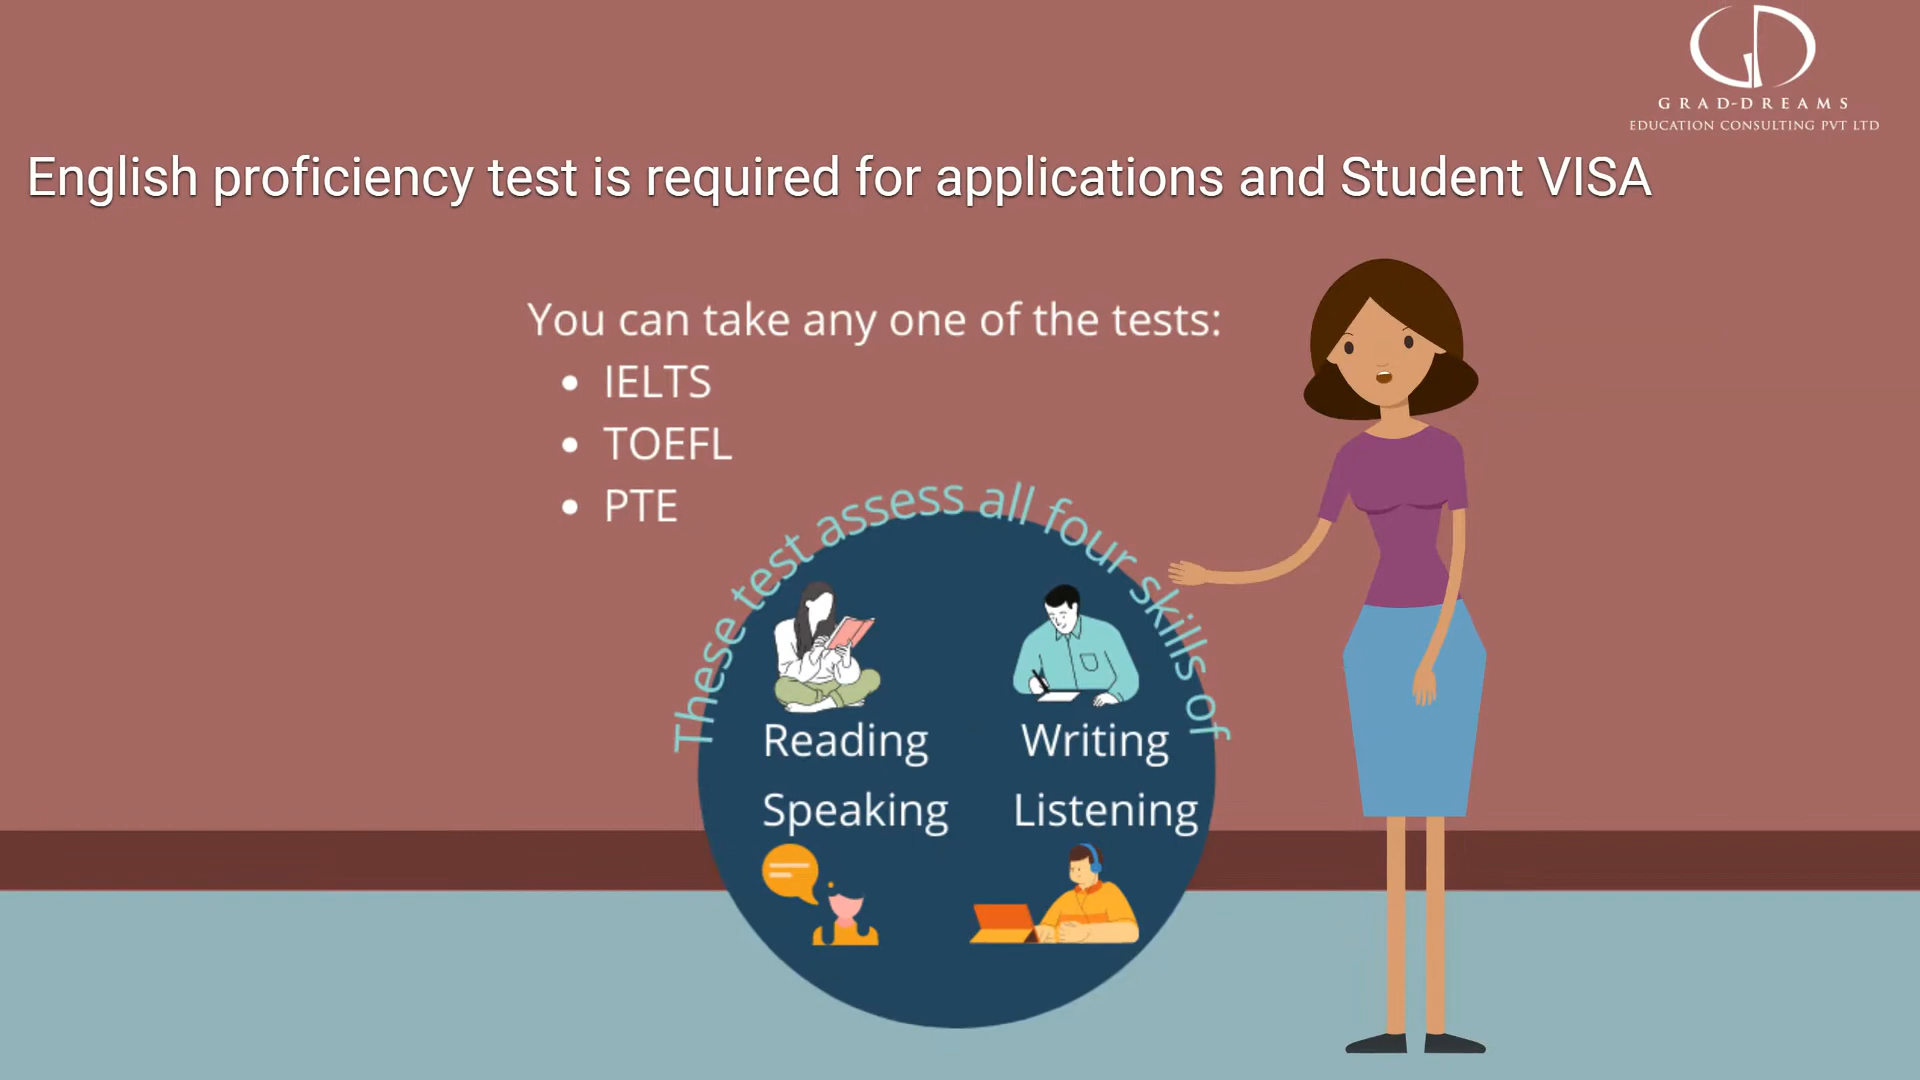 GRAD-DREAMS
EDUCATION CONSULTING PVT LTD
English proficiency test is required for applications and Student VISA
You can take any one of the tests:
• IELTS
• TOEFL
• PTE
These test assess all four skills of
Reading
Writing
Speaking
Listening